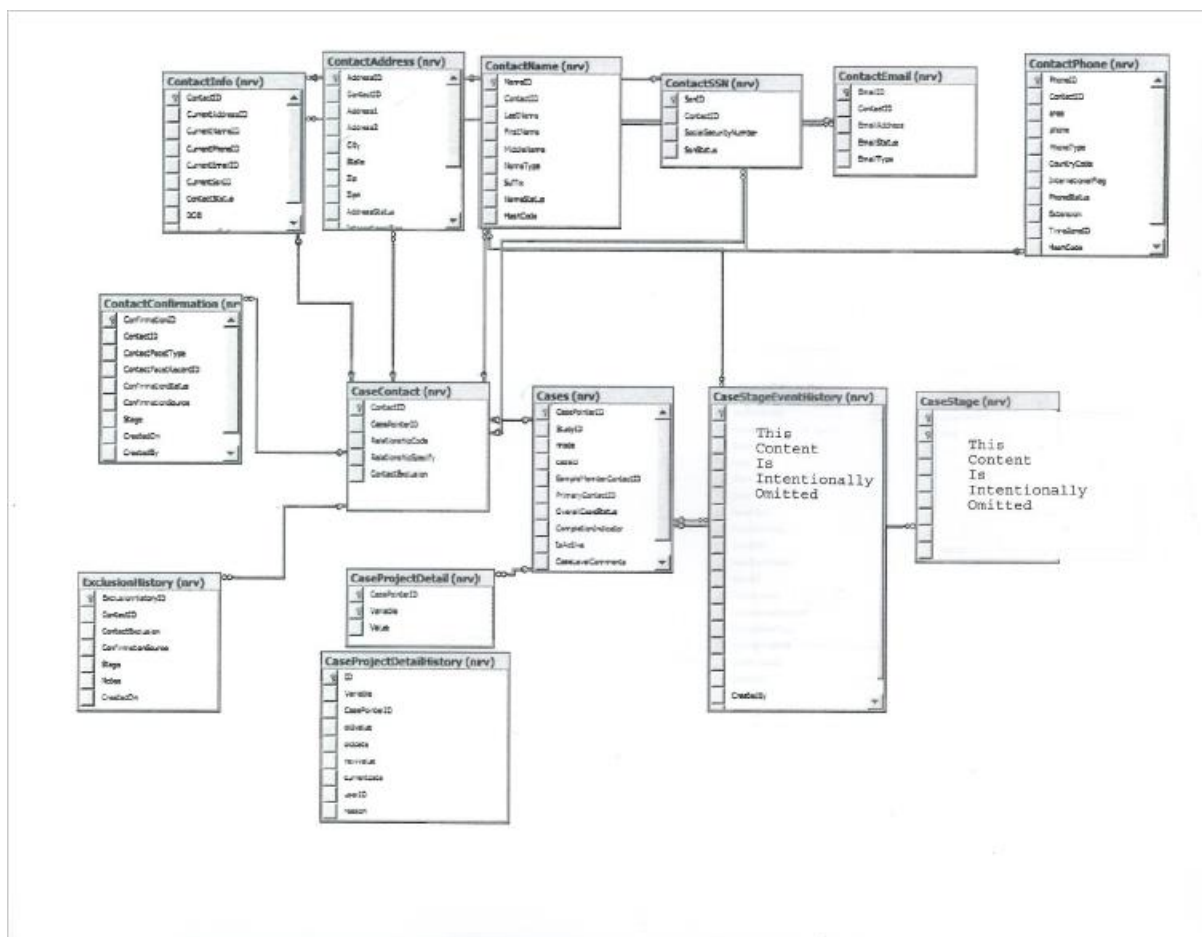 ContactInfo (nrv)
ContactID
CurrentAddressID
CurrentNameID
CurrentPhoneID
CurrentEmailID
CurrentSsnID
ContactStatus
DOB
ContactAddress (nrv)
AddressID
ContactID
Address1
Address2
City
State
Zip
AddressStatus
ContactName (nrv)
NameID
ContactID
LastName
FirstName
MiddleName
NameType
Suffix
NameStatus
HashCode
ContactSSN (nrv)
SsnID
ContactID
SocialSecurityNumber
SsnStatus
ContactEmail (nrv)
EmailID
ContactID
EmailAddress
EmailStatus
EmailType
ContactPhone (nrv)
PhoneID
ContactID
area
phone
PhoneType
CountryCode
InternationalFlag
PhoneStatus
Extension
TimeZoneID
HashCode
ContactConfirmation (nrv
ConfirmationID
ContactID
ContactFacetType
ContactFacetRecordID
ConfirmationStatus
ConfirmationSource
Stage
CreatedOn
CreatedBy
CaseContact (nrv)
ContactID
CasePointerID
RelationshipCode
RelationshipSpecify
ContactExclusion
Cases (nrv)
CasePointerID
StudyID
caseid
SampleMemberContactID
PrimaryContactID
OverallCaseStatus
CompletionIndicator
IsActive
CaseLevelComments
CaseStageEventHistory (nrv)
This
Content
Is
Intentionally
Omitted
CreatedBy
CaseStage (nrv)
This
Content
Is
Intentionally
Omitted
ExclusionHistory (nrv)
ExclusionHistoryID
ContactID
ContactExclusion
ConfirmationSource
Stage
Notes
CreatedOn
CaseProjectDetail (nrv)
CasePointerID
Variable
Value
CaseProjectDetailHistory (nrv)
ID
Variable
CasePointerID
oldvalue
olddate
newvalue
currentdate
userID
reason